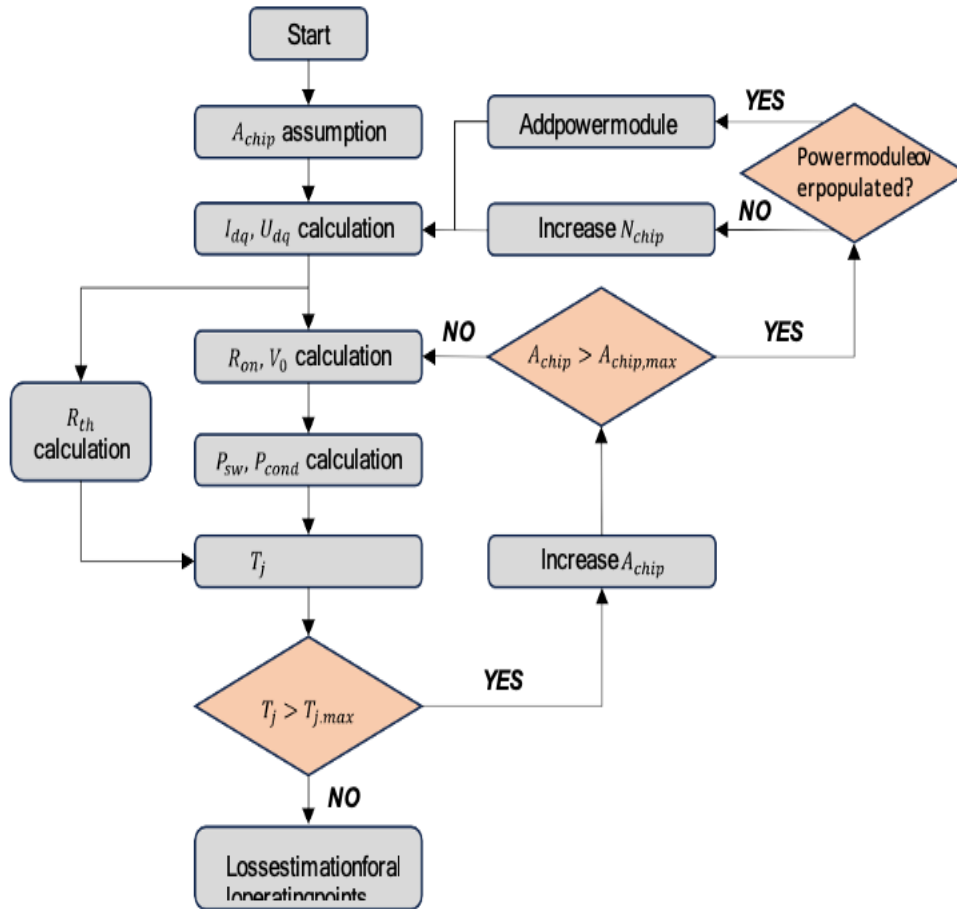 Start
A_chip assumption
Addpowermodule
YES
Powermoduleov
erpopulated?
I_dq, U_dq calculation
Increase N_chip
NO
R_on, V_0 calculation
NO
A_chip > A_chip,max
YES
R_th
calculation
P_sw, P_cond calculation
T_j
Increase A_chip
T_j > T_j.max
YES
NO
Lossestimationforal
loperatingpoints